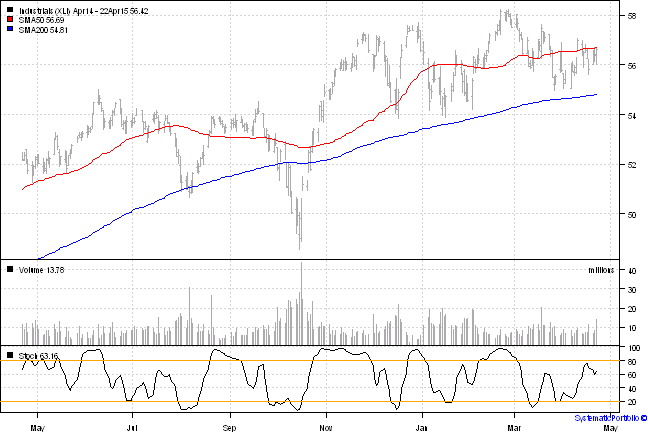 Industrials (XLI) Apr14 - 22Apr15 56.42
SMA50 56.69
SMA200 54.81
58
56
54
52
50
Volume 13.78
millions
40
30
20
10
Stoch 63.16
100
80
60
40
20
May
Jul
Sep
Nov
Jan
Mar
May
SystematicPortfolio ©